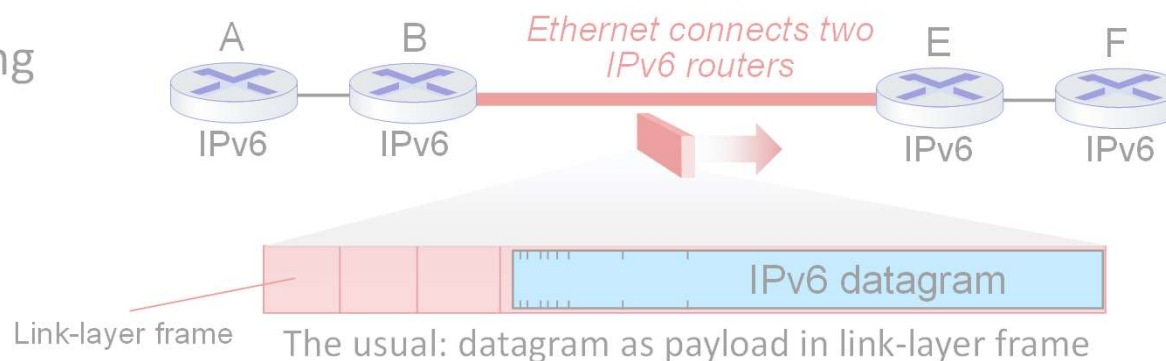 ng
A B Ethernet connects two E F
IPv6 routers
IPv6 IPv6 IPv6 IPv6
IPv6 datagram
Link-layer frame
The usual: datagram as payload in link-layer frame